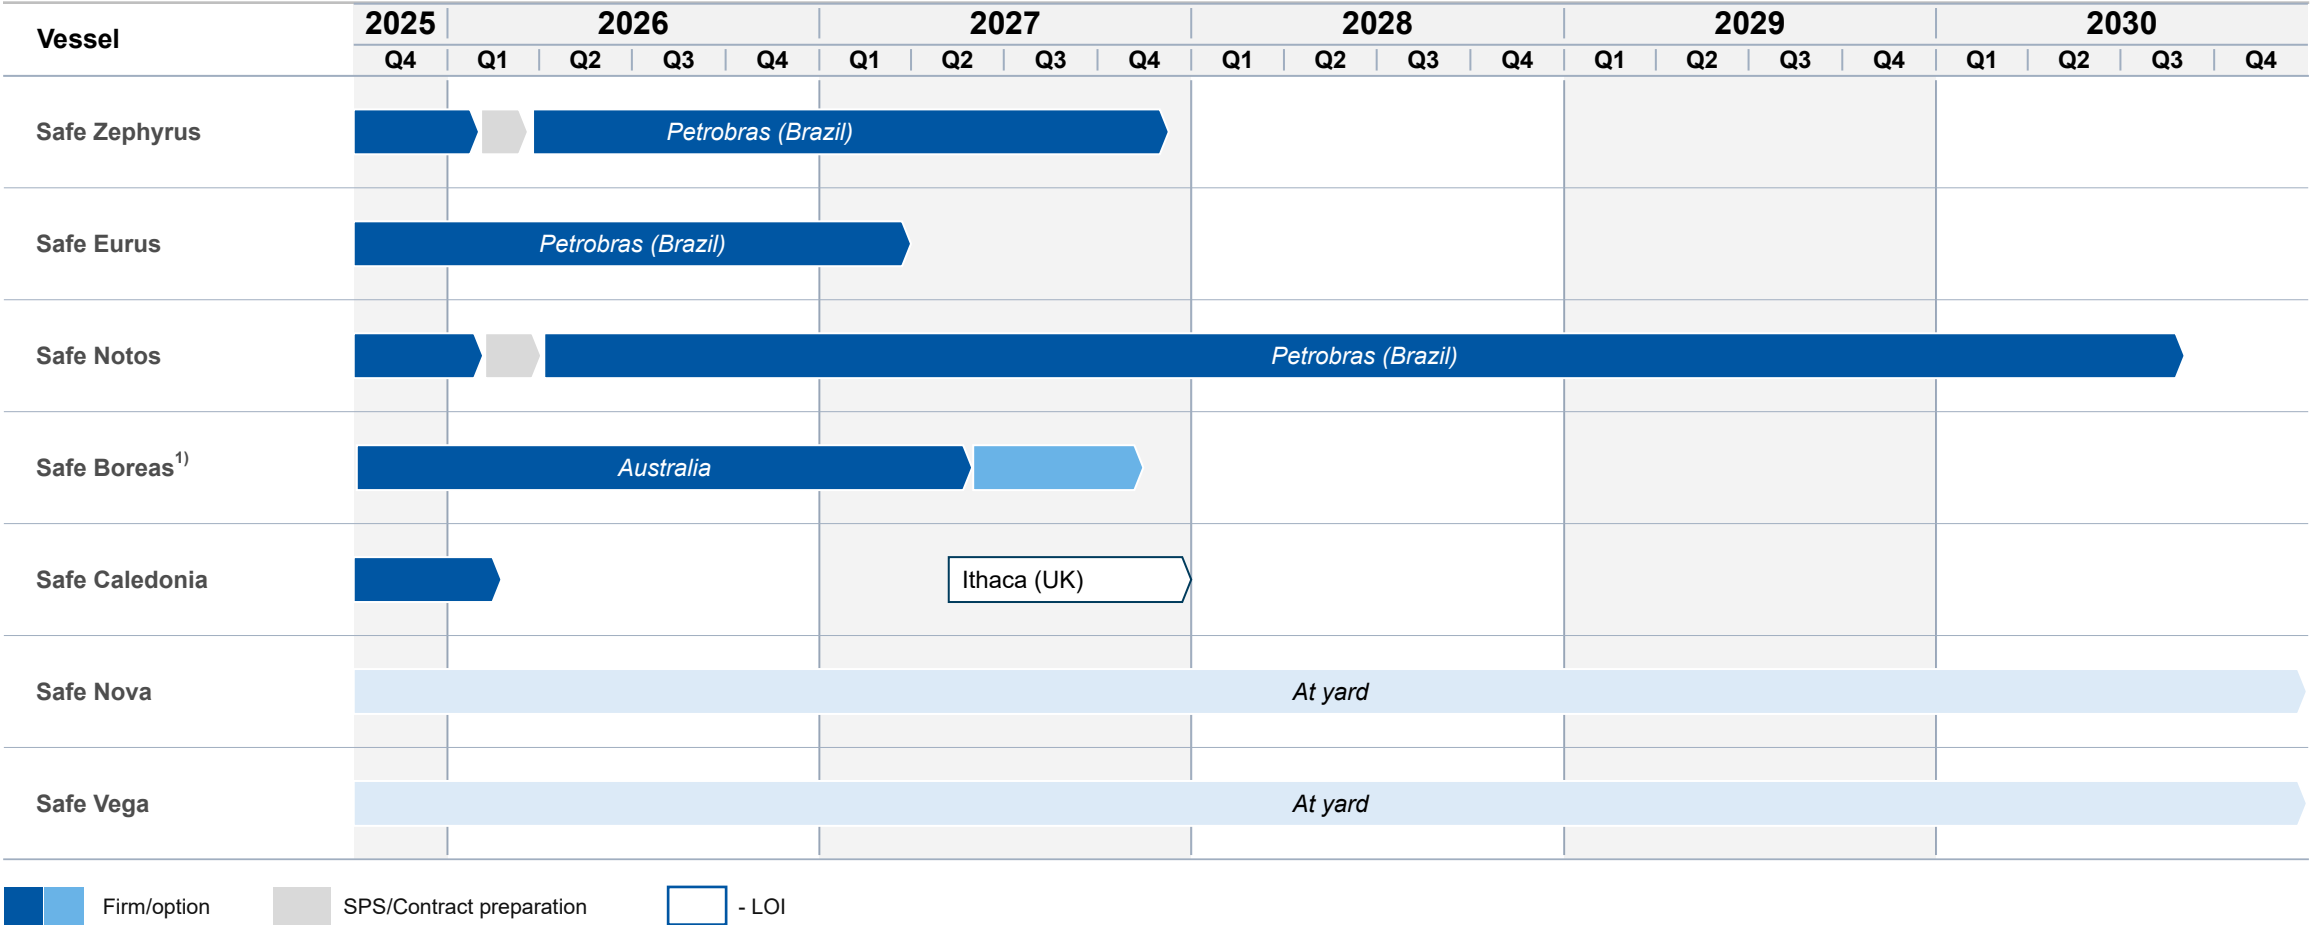 Vessel
2025 2026 2027 2028 2029 2030
Q4 Q1 Q2 Q3 Q4 Q1 Q2 Q3 Q4 Q1 Q2 Q3 Q4 Q1 Q2 Q3 Q4 Q1 Q2 Q3 Q4
Safe Zephyrus Petrobras (Brazil)
Safe Eurus Petrobras (Brazil)
Safe Notos Petrobras (Brazil)
Safe Boreas1) Australia
Safe Caledonia Ithaca (UK)
Safe Nova At yard
Safe Vega At yard
Firm/option SPS/Contract preparation - LOI